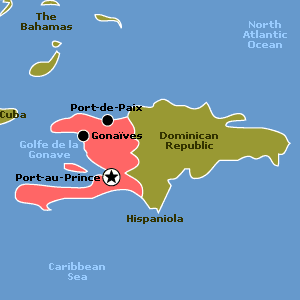 The
Bahamas
North
Atlantic
Ocean
Cuba
Port-de-Paix
Gonaïves
Dominican
Republic
Golfe de la
Gonave
Port-au-Prince
Hispaniola
Caribbean
Sea